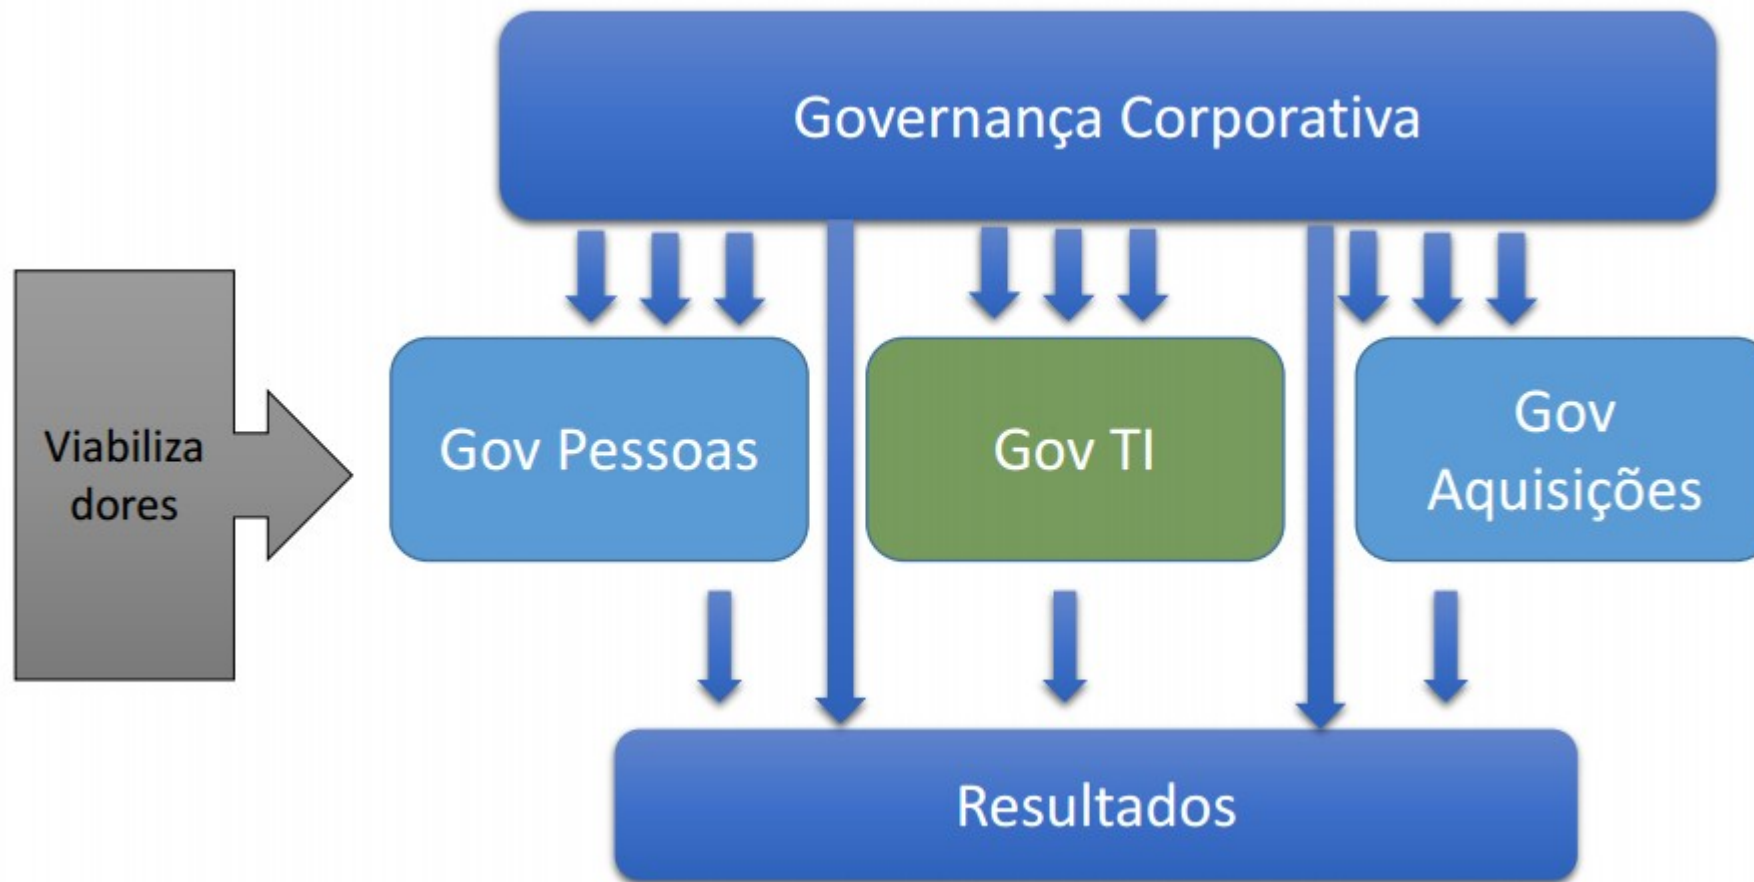 Governança Corporativa
Viabiliza
dores
Gov Pessoas
Gov TI
Gov
Aquisições
Resultados